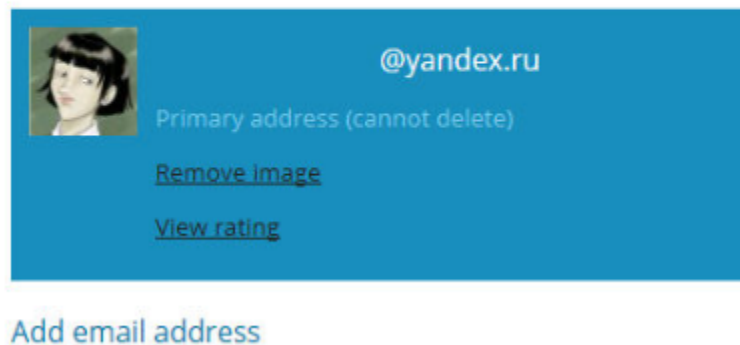 @yandex.ru
Primary address (cannot delete)
Remove image
View rating
Add email address